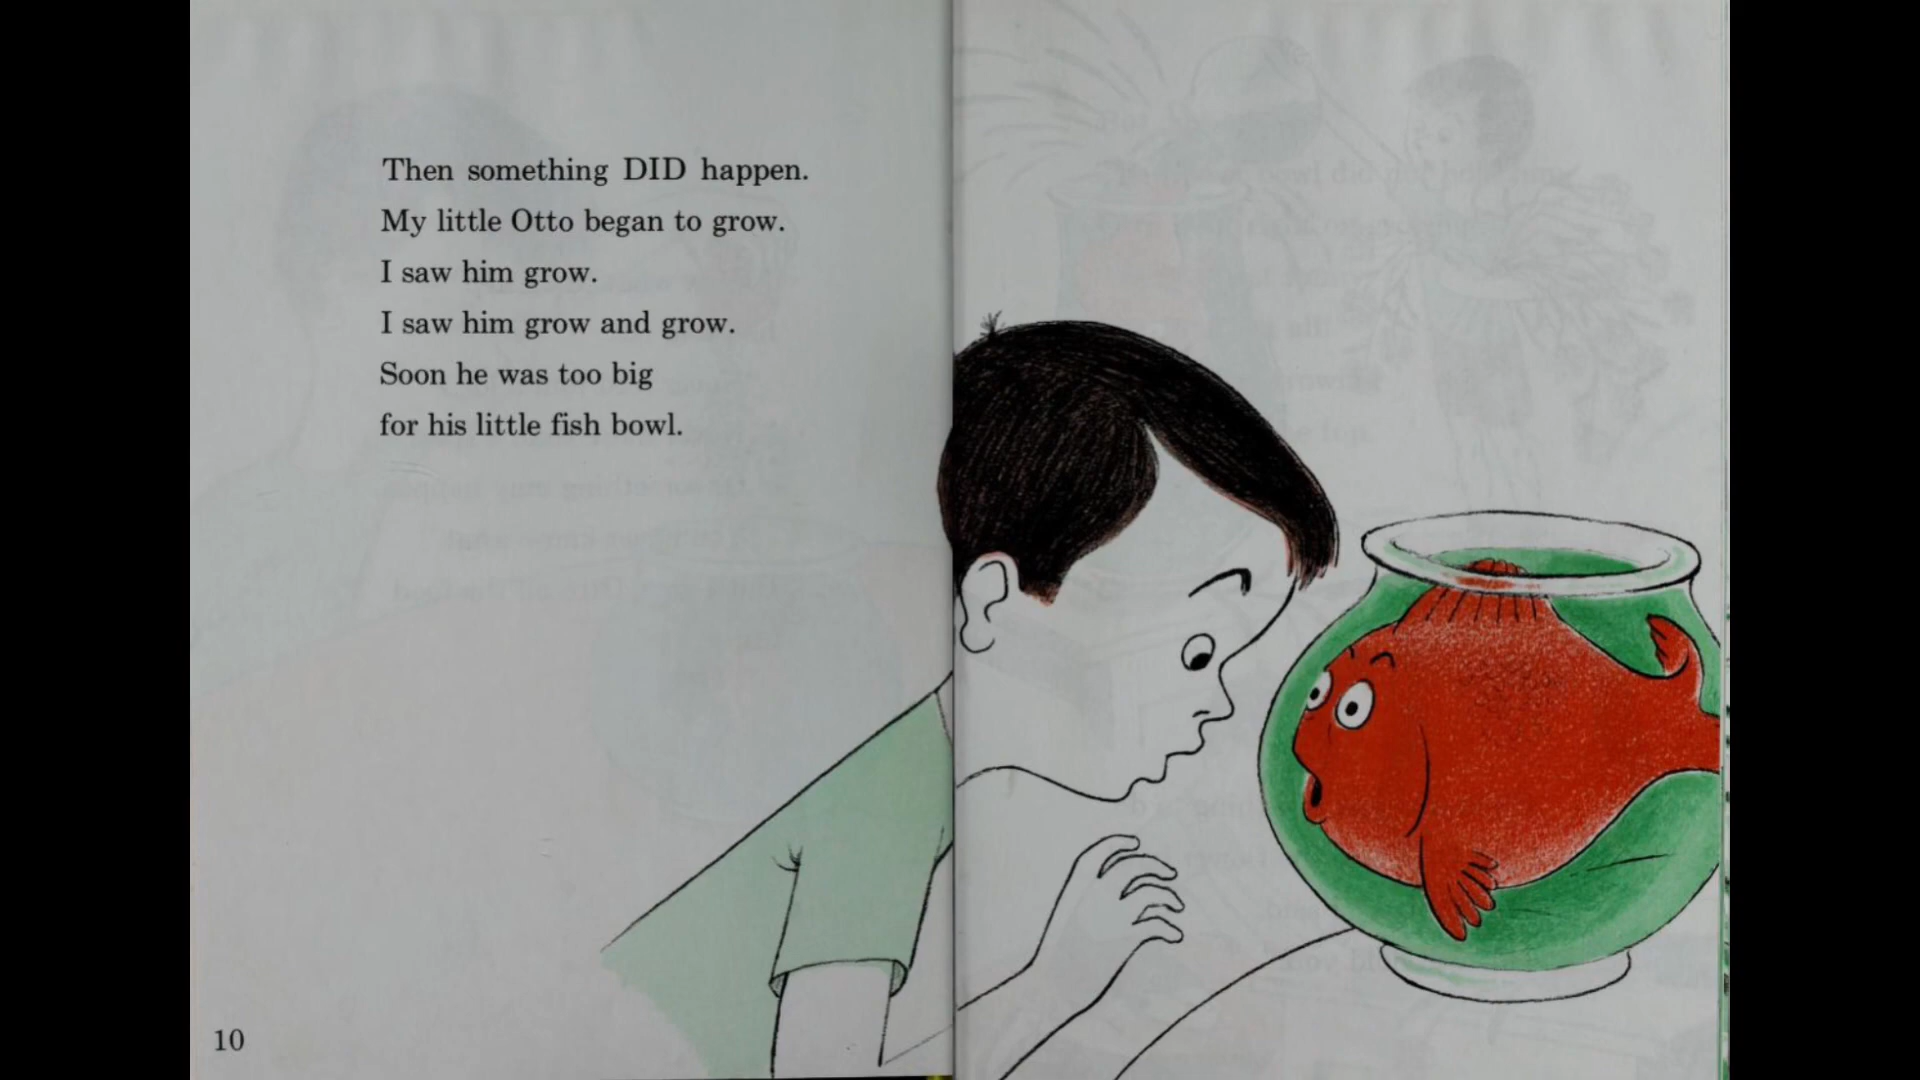 Then something DID happen.
My little Otto began to grow.
I saw him grow.
I saw him grow and grow.
Soon he was too big
for his little fish bowl.
10